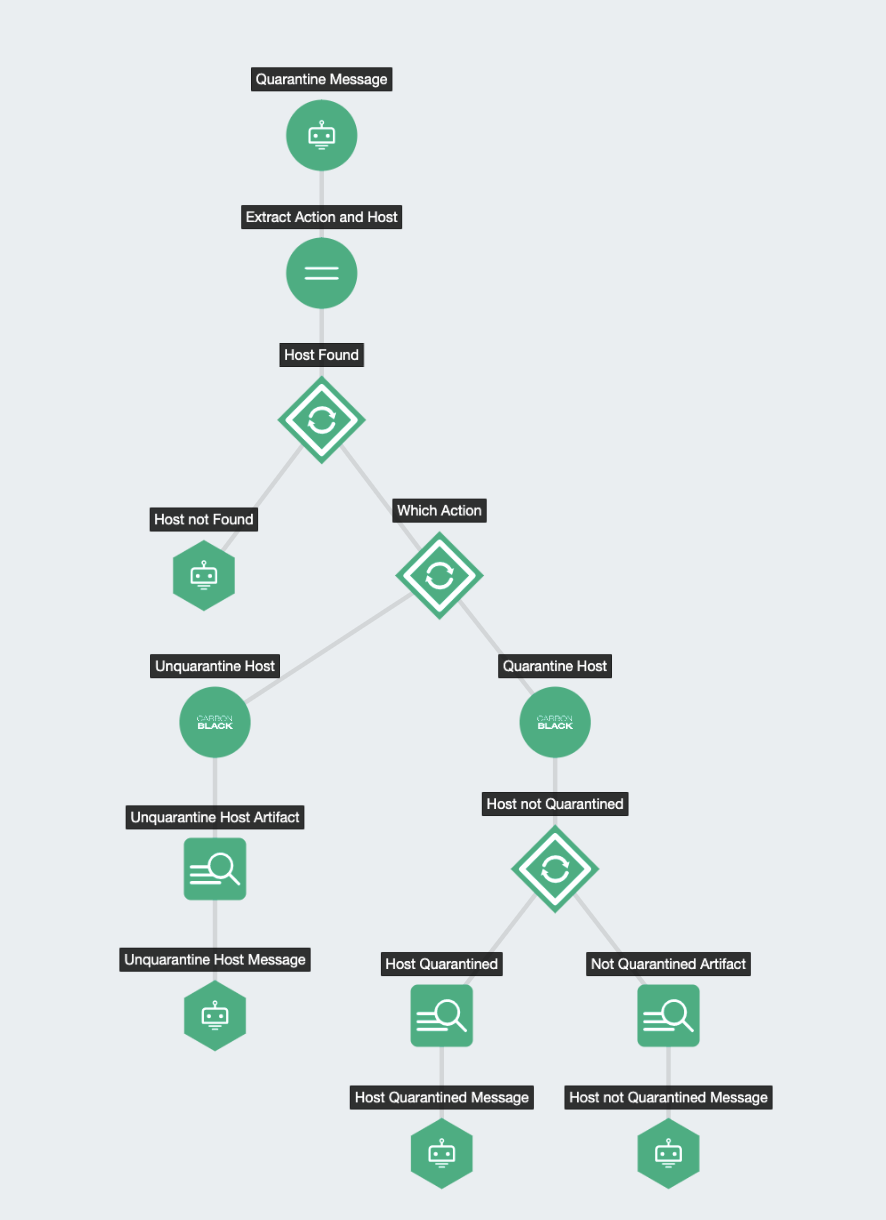 Quarantine Message
Extract Action and Host
Host Found
Which Action
Host not Found
Unquarantine Host
Quarantine Host
CARBON
BLACK
CARBON
BLACK
Host not Quarantined
Unquarantine Host Artifact
Unquarantine Host Message
Host Quarantined
Not Quarantined Artifact
Host Quarantined Message
Host not Quarantined Message